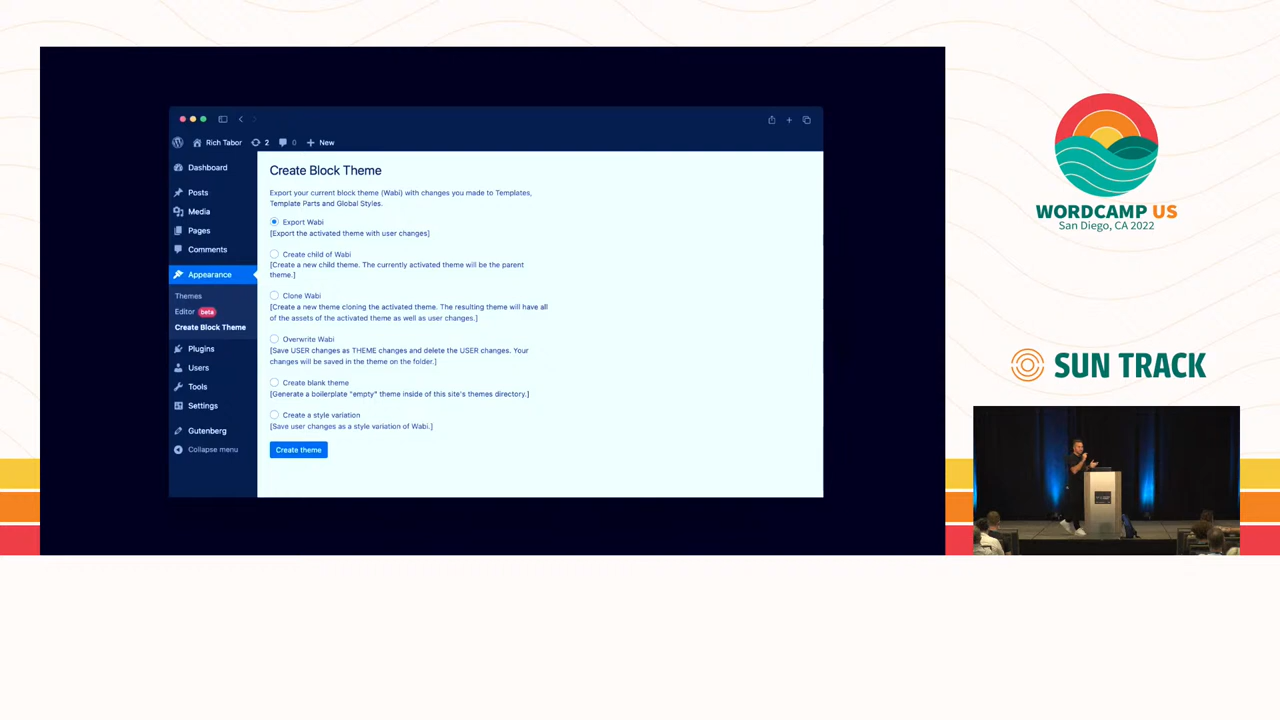 Rich Tabor
2
0
New
Dashboard
Posts
Media
Pages
Comments
Appearance
Themes
Editor beta
Create Block Theme
Plugins
Users
Tools
Settings
Gutenberg
Collapse menu
Create Block Theme
Export your current block theme (Wabi) with changes you made to Templates,
Template Parts and Global Styles.
Export Wabi
[Export the activated theme with user changes]
Create child of Wabi
[Create a new child theme. The currently activated theme will be the parent
theme.]
Clone Wabi
[Create a new theme cloning the activated theme. The resulting theme will have all
of the assets of the activated theme as well as user changes.]
Overwrite Wabi
[Save USER changes as THEME changes and delete the USER changes. Your
changes will be saved in the theme on the folder.]
Create blank theme
[Generate a boilerplate "empty" theme inside of this site's themes directory.]
Create a style variation
[Save user changes as a style variation of Wabi.]
Create theme
WORDCAMP US
San Diego, CA 2022
SUN TRACK